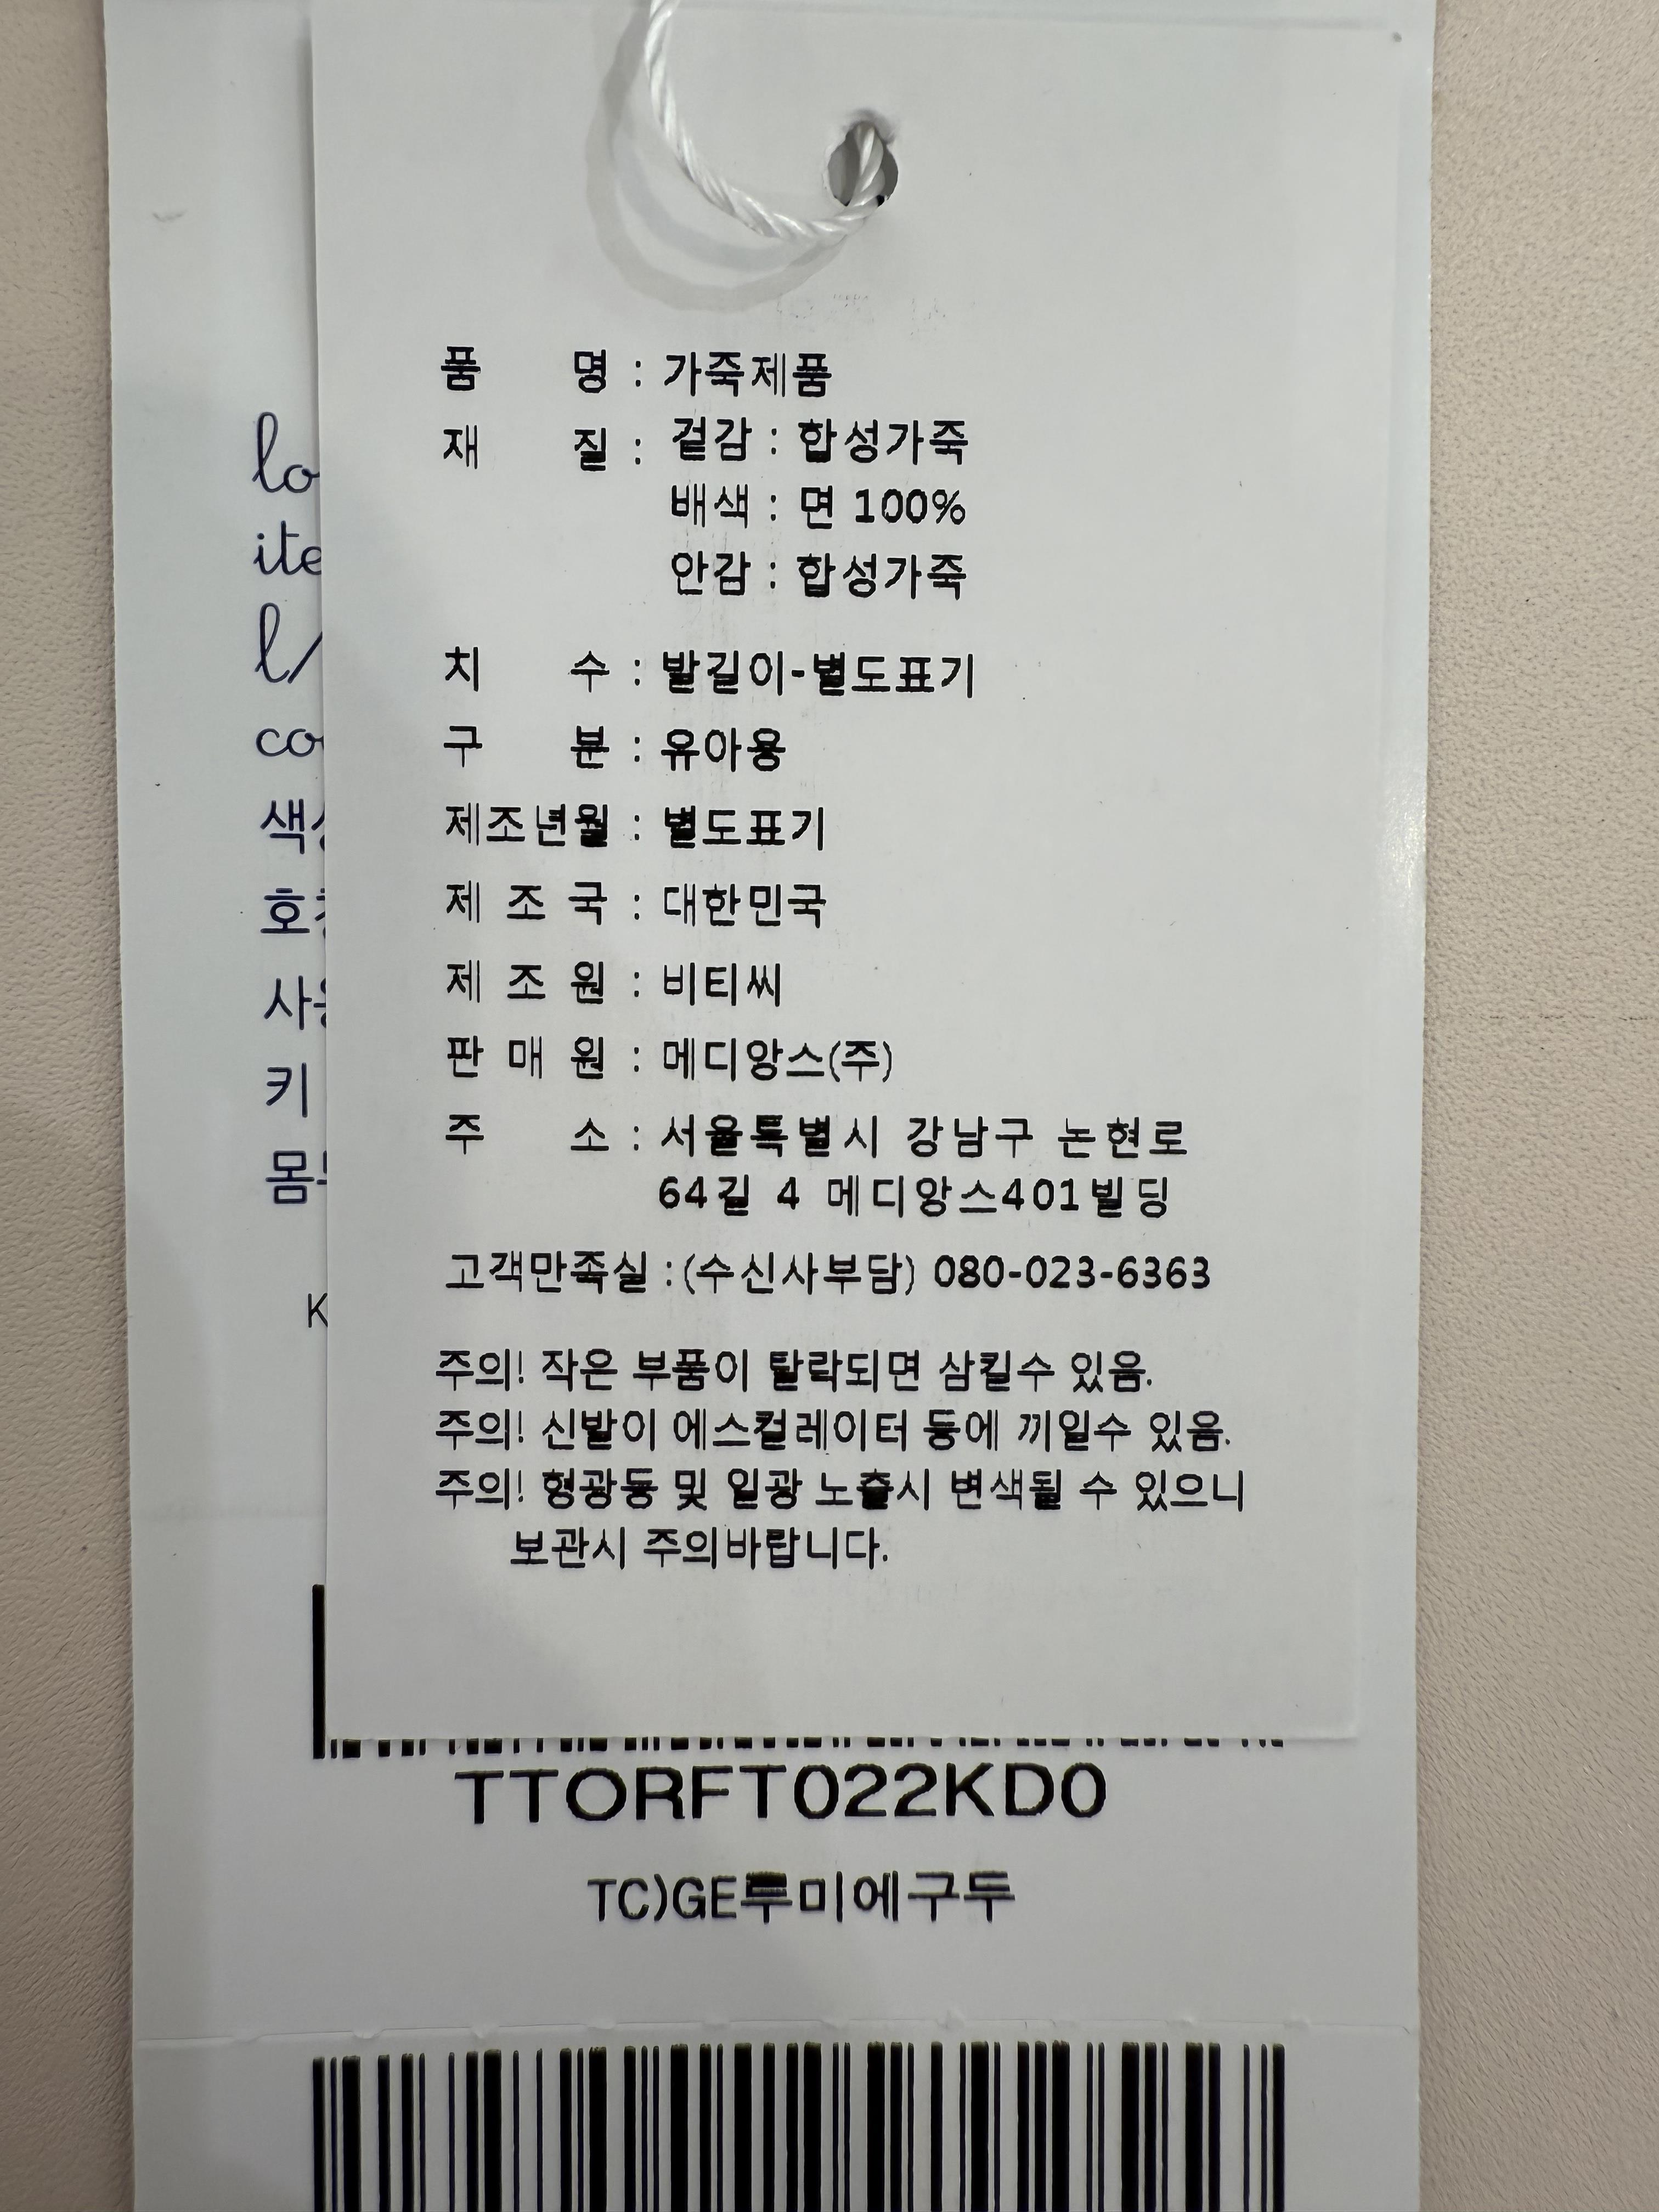 품 명 : 가죽제품
재 질 : 겉감 : 합성가죽
배색 : 면 100%
안감 : 합성가죽
치 수 : 발길이-별도표기
구 분 : 유아용
제조년월 : 별도표기
제 조 국 : 대한민국
제 조 원 : 비티씨
판 매 원 : 메디앙스(주)
주 소 : 서울특별시 강남구 논현로
64길 4 메디앙스401빌딩
고객만족실 : (수신사부담) 080-023-6363
주의! 작은 부품이 탈락되면 삼킬수 있음.
주의! 신발이 에스컬레이터 등에 끼일수 있음.
주의! 형광등 및 일광 노출시 변색될 수 있으니
보관시 주의바랍니다.
lo
ite
l/
co
색
호
사
키
몸
K
TTORFT022KD0
TC)GE투미에구두